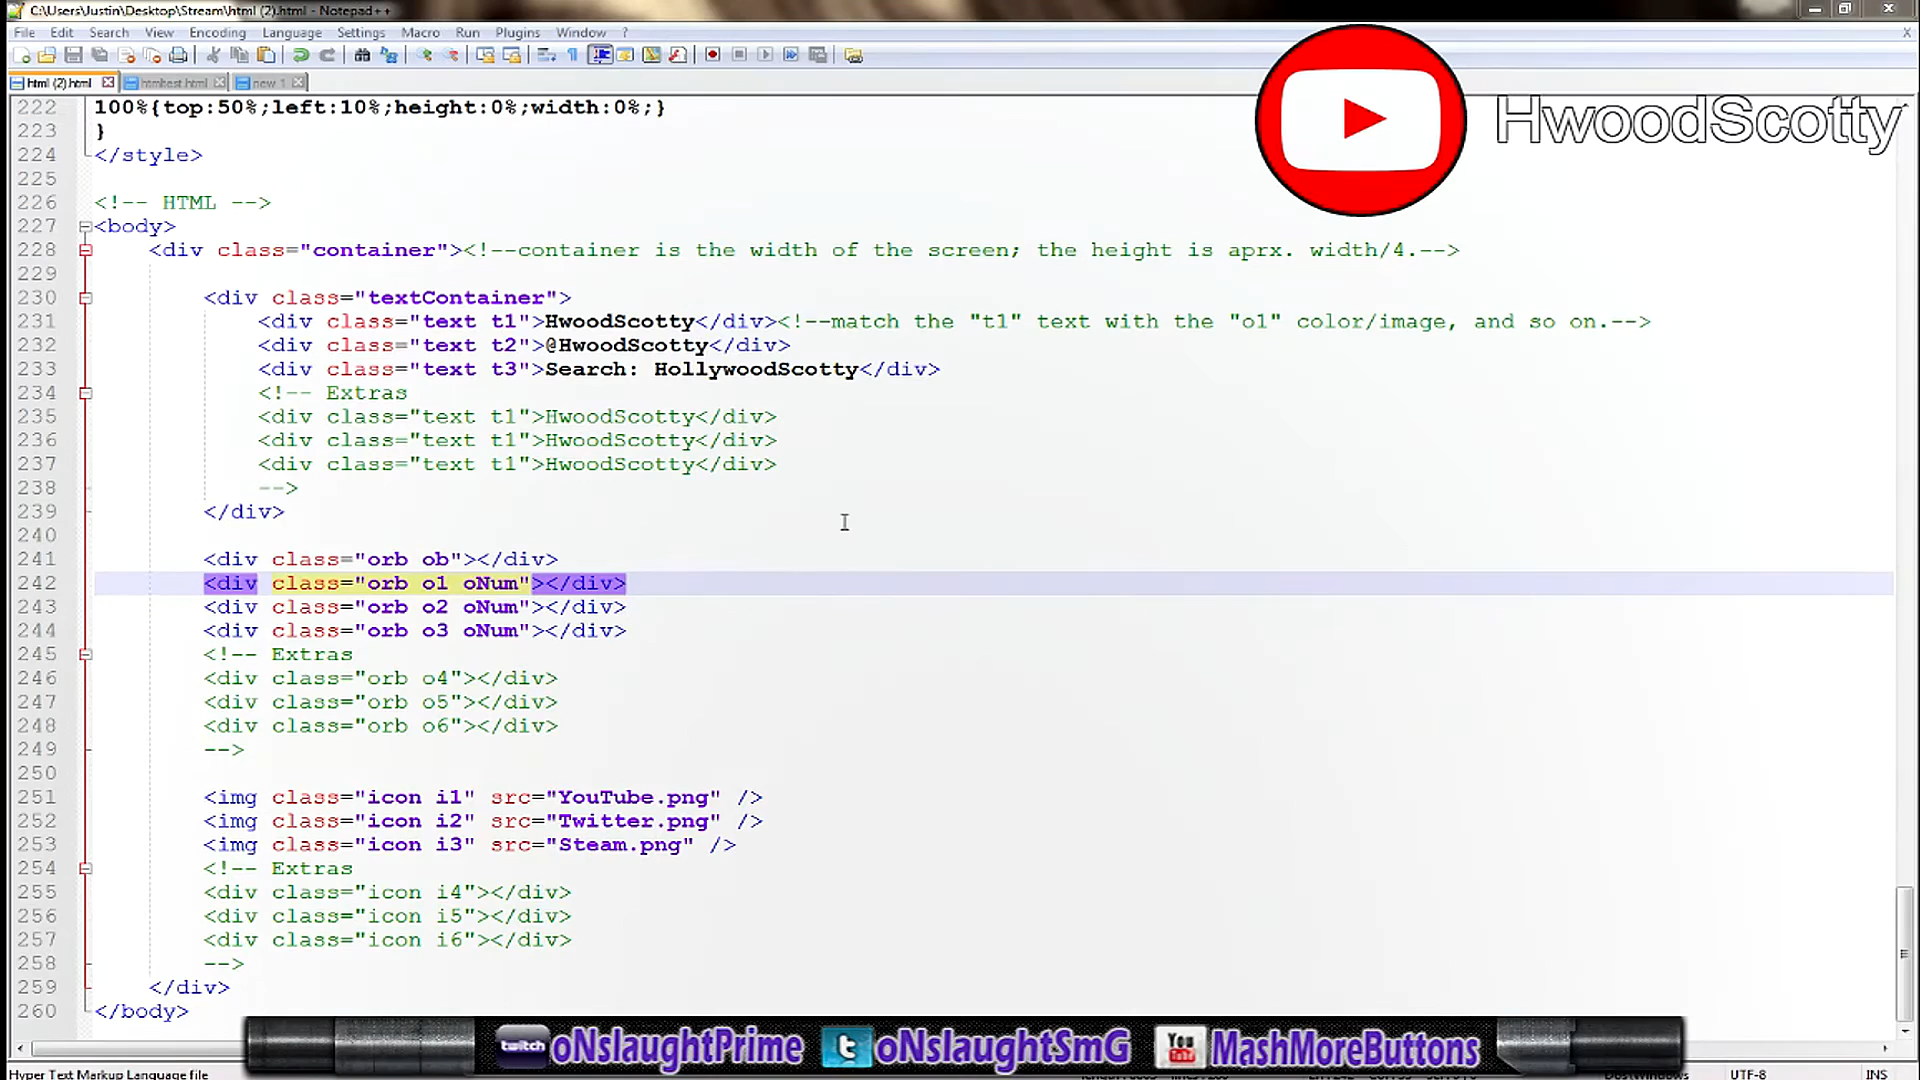 C:\Users\Justin\Desktop\Stream\html (2).html - Notepad++
File Edit Search View Encoding Language Settings Macro Run Plugins Window ?
html (2).html htmltest.html new 1
HwoodScotty
222 100%{top:50%;left:10%;height:0%;width:0%;}
223 }
224 </style>
225
226 <!-- HTML -->
227 <body>
228 <div class="container"><!--container is the width of the screen; the height is aprx. width/4.-->
229
230 <div class="textContainer">
231 <div class="text t1">HwoodScotty</div><!--match the "t1" text with the "o1" color/image, and so on.-->
232 <div class="text t2">@HwoodScotty</div>
233 <div class="text t3">Search: HollywoodScotty</div>
234 <!-- Extras
235 <div class="text t1">HwoodScotty</div>
236 <div class="text t1">HwoodScotty</div>
237 <div class="text t1">HwoodScotty</div>
238 -->
239 </div>
240
241 <div class="orb ob"></div>
242 <div class="orb o1 oNum"></div>
243 <div class="orb o2 oNum"></div>
244 <div class="orb o3 oNum"></div>
245 <!-- Extras
246 <div class="orb o4"></div>
247 <div class="orb o5"></div>
248 <div class="orb o6"></div>
249 -->
250
251 <img class="icon i1" src="YouTube.png" />
252 <img class="icon i2" src="Twitter.png" />
253 <img class="icon i3" src="Steam.png" />
254 <!-- Extras
255 <div class="icon i4"></div>
256 <div class="icon i5"></div>
257 <div class="icon i6"></div>
258 -->
259 </div>
260 </body>
twitch oNslaughtPrime t oNslaughtSmG You Tube MashMoreButtons
Hyper Text Markup Language file UTF-8 INS